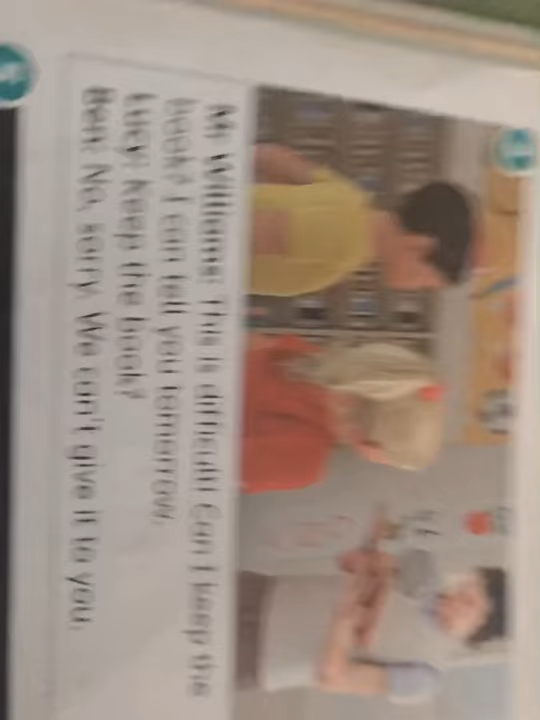 Mr Williams: This is difficult! Can I keep the
book? I can tell you tomorrow.
Lucy: Keep the book?
Ben: No, sorry. We can't give it to you.